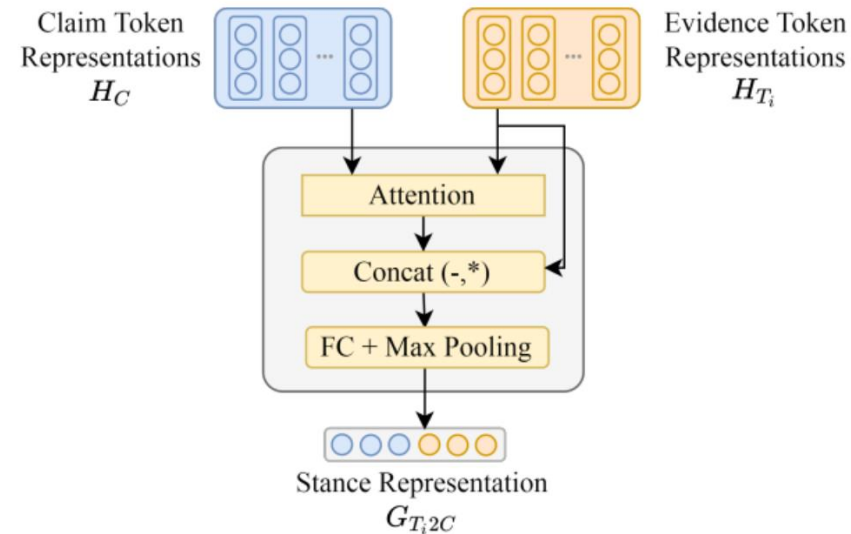 Claim Token
Representations
H_C
...
...
Evidence Token
Representations
H_{T_i}
Attention
Concat (-,*)
FC + Max Pooling
Stance Representation
G_{T_i2C}